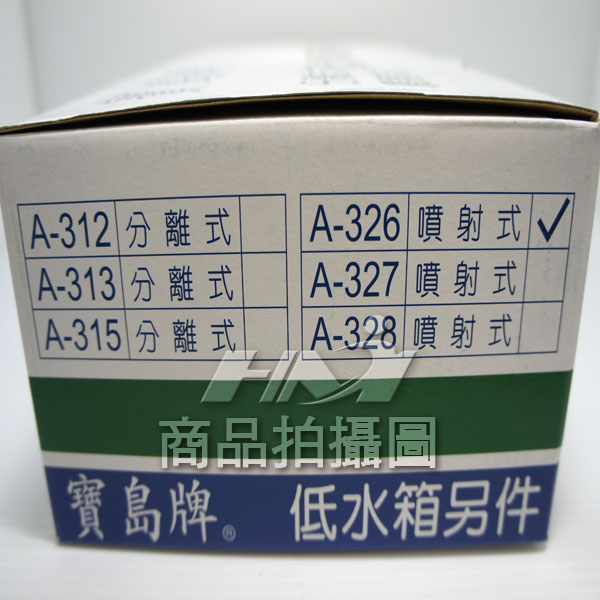 A-312 分離式
A-313 分離式
A-315 分離式
A-326 噴射式 ✓
A-327 噴射式
A-328 噴射式
HMY
商品拍攝圖
寶島牌® 低水箱另件